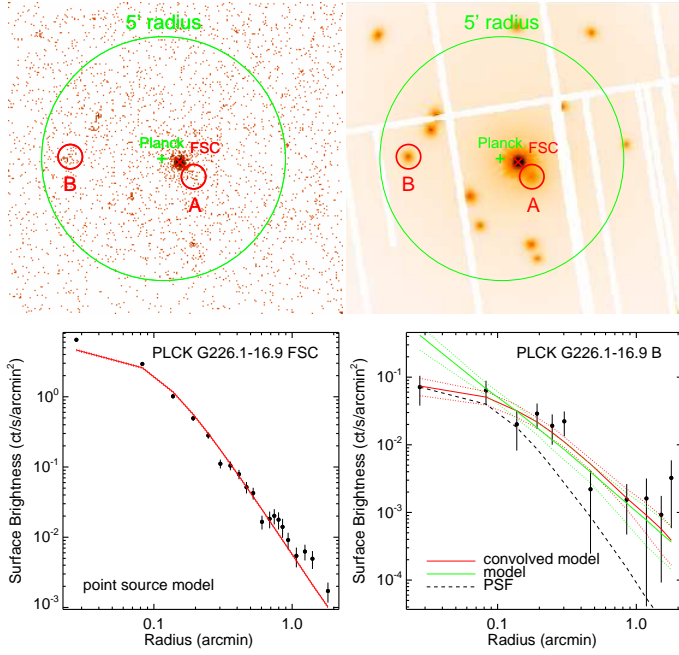 5' radius
Planck
FSC
B
A
5' radius
Planck
FSC
B
A
PLCK G226.1-16.9 FSC
Surface Brightness (ct/s/arcmin²)
10⁰
10⁻¹
10⁻²
10⁻³
point source model
0.1
1.0
Radius (arcmin)
PLCK G226.1-16.9 B
Surface Brightness (ct/s/arcmin²)
10⁻¹
10⁻²
10⁻³
10⁻⁴
convolved model
model
PSF
0.1
1.0
Radius (arcmin)